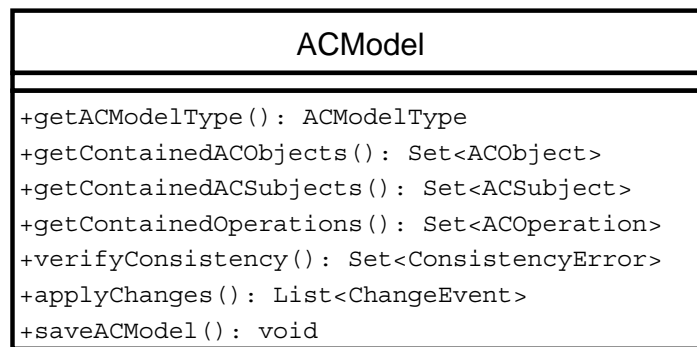 ACModel
+getACModelType(): ACModelType
+getContainedACObjects(): Set<ACObject>
+getContainedACSubjects(): Set<ACSubject>
+getContainedOperations(): Set<ACOperation>
+verifyConsistency(): Set<ConsistencyError>
+applyChanges(): List<ChangeEvent>
+saveACModel(): void